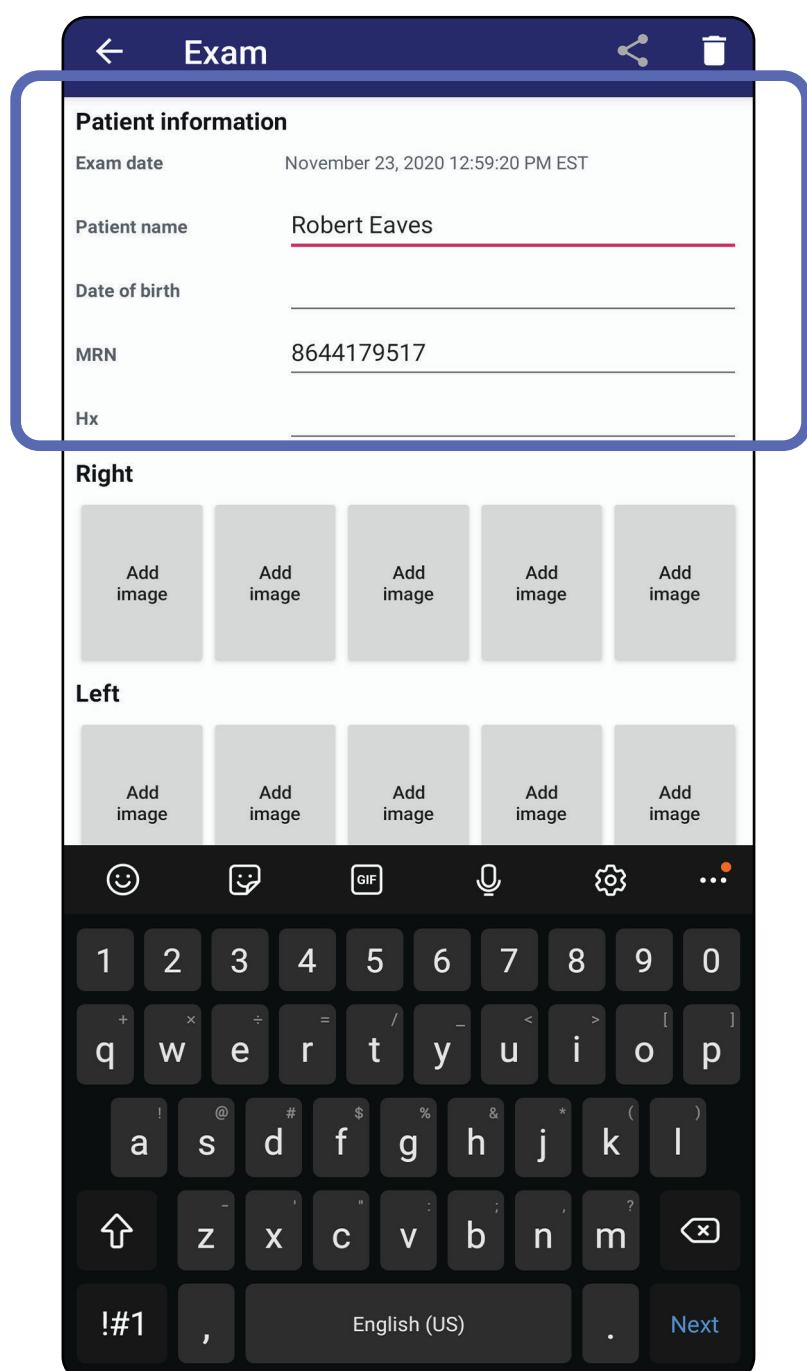 Exam
Patient information
Exam date November 23, 2020 12:59:20 PM EST
Patient name Robert Eaves
Date of birth
MRN 8644179517
Hx
Right
Add image Add image Add image Add image Add image
Left
Add image Add image Add image Add image Add image
GIF
1 2 3 4 5 6 7 8 9 0
+ × ÷ = / _ < > [ ]
q w e r t y u i o p
! @ # $ % & * ( )
a s d f g h j k l
- ' " : ; , ?
z x c v b n m
!#1 , English (US) . Next